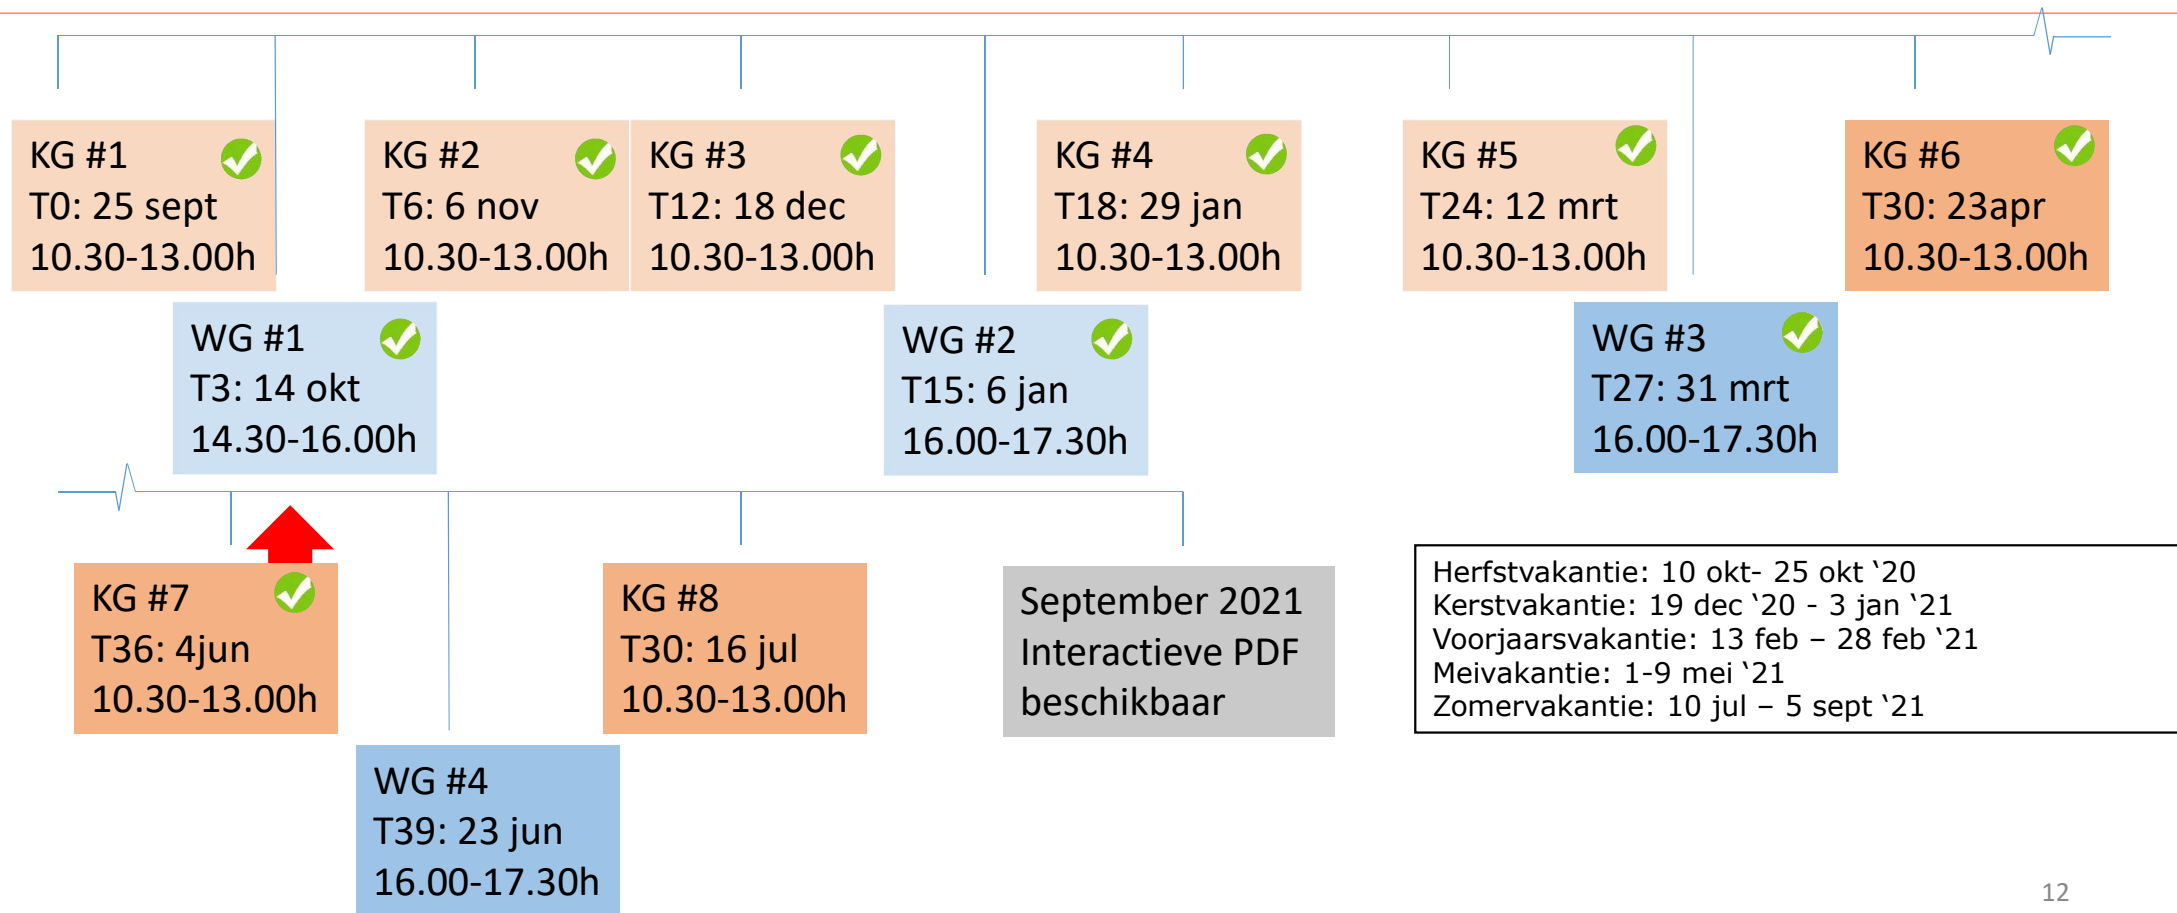 KG #1
T0: 25 sept
10.30-13.00h
KG #2
T6: 6 nov
10.30-13.00h
KG #3
T12: 18 dec
10.30-13.00h
KG #4
T18: 29 jan
10.30-13.00h
KG #5
T24: 12 mrt
10.30-13.00h
KG #6
T30: 23apr
10.30-13.00h
WG #1
T3: 14 okt
14.30-16.00h
WG #2
T15: 6 jan
16.00-17.30h
WG #3
T27: 31 mrt
16.00-17.30h
KG #7
T36: 4jun
10.30-13.00h
KG #8
T30: 16 jul
10.30-13.00h
September 2021
Interactieve PDF
beschikbaar
Herfstvakantie: 10 okt- 25 okt ‘20
Kerstvakantie: 19 dec ‘20 - 3 jan ‘21
Voorjaarsvakantie: 13 feb – 28 feb ‘21
Meivakantie: 1-9 mei ‘21
Zomervakantie: 10 jul – 5 sept ‘21
WG #4
T39: 23 jun
16.00-17.30h
12